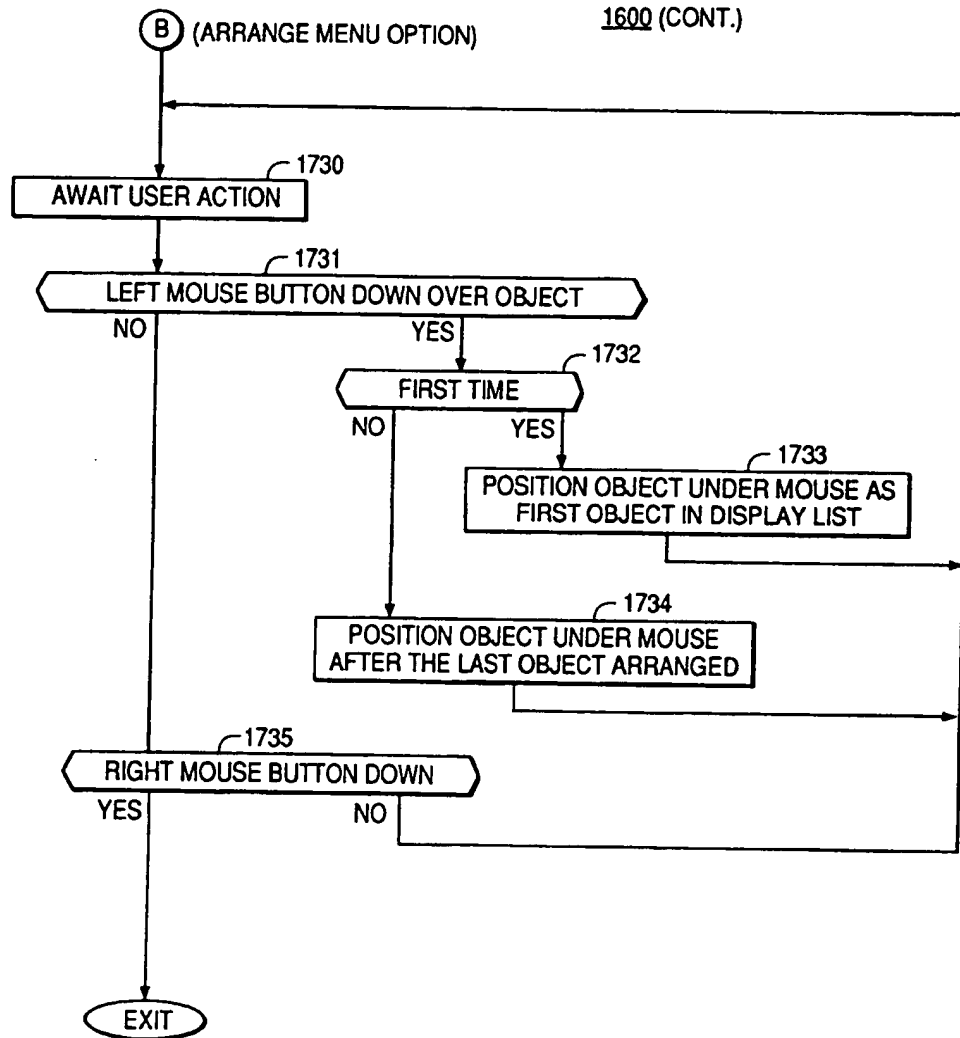 1600 (CONT.)
B (ARRANGE MENU OPTION)
1730
AWAIT USER ACTION
1731
LEFT MOUSE BUTTON DOWN OVER OBJECT
NO YES
1732
FIRST TIME
NO YES
1733
POSITION OBJECT UNDER MOUSE AS
FIRST OBJECT IN DISPLAY LIST
1734
POSITION OBJECT UNDER MOUSE
AFTER THE LAST OBJECT ARRANGED
1735
RIGHT MOUSE BUTTON DOWN
YES NO
EXIT